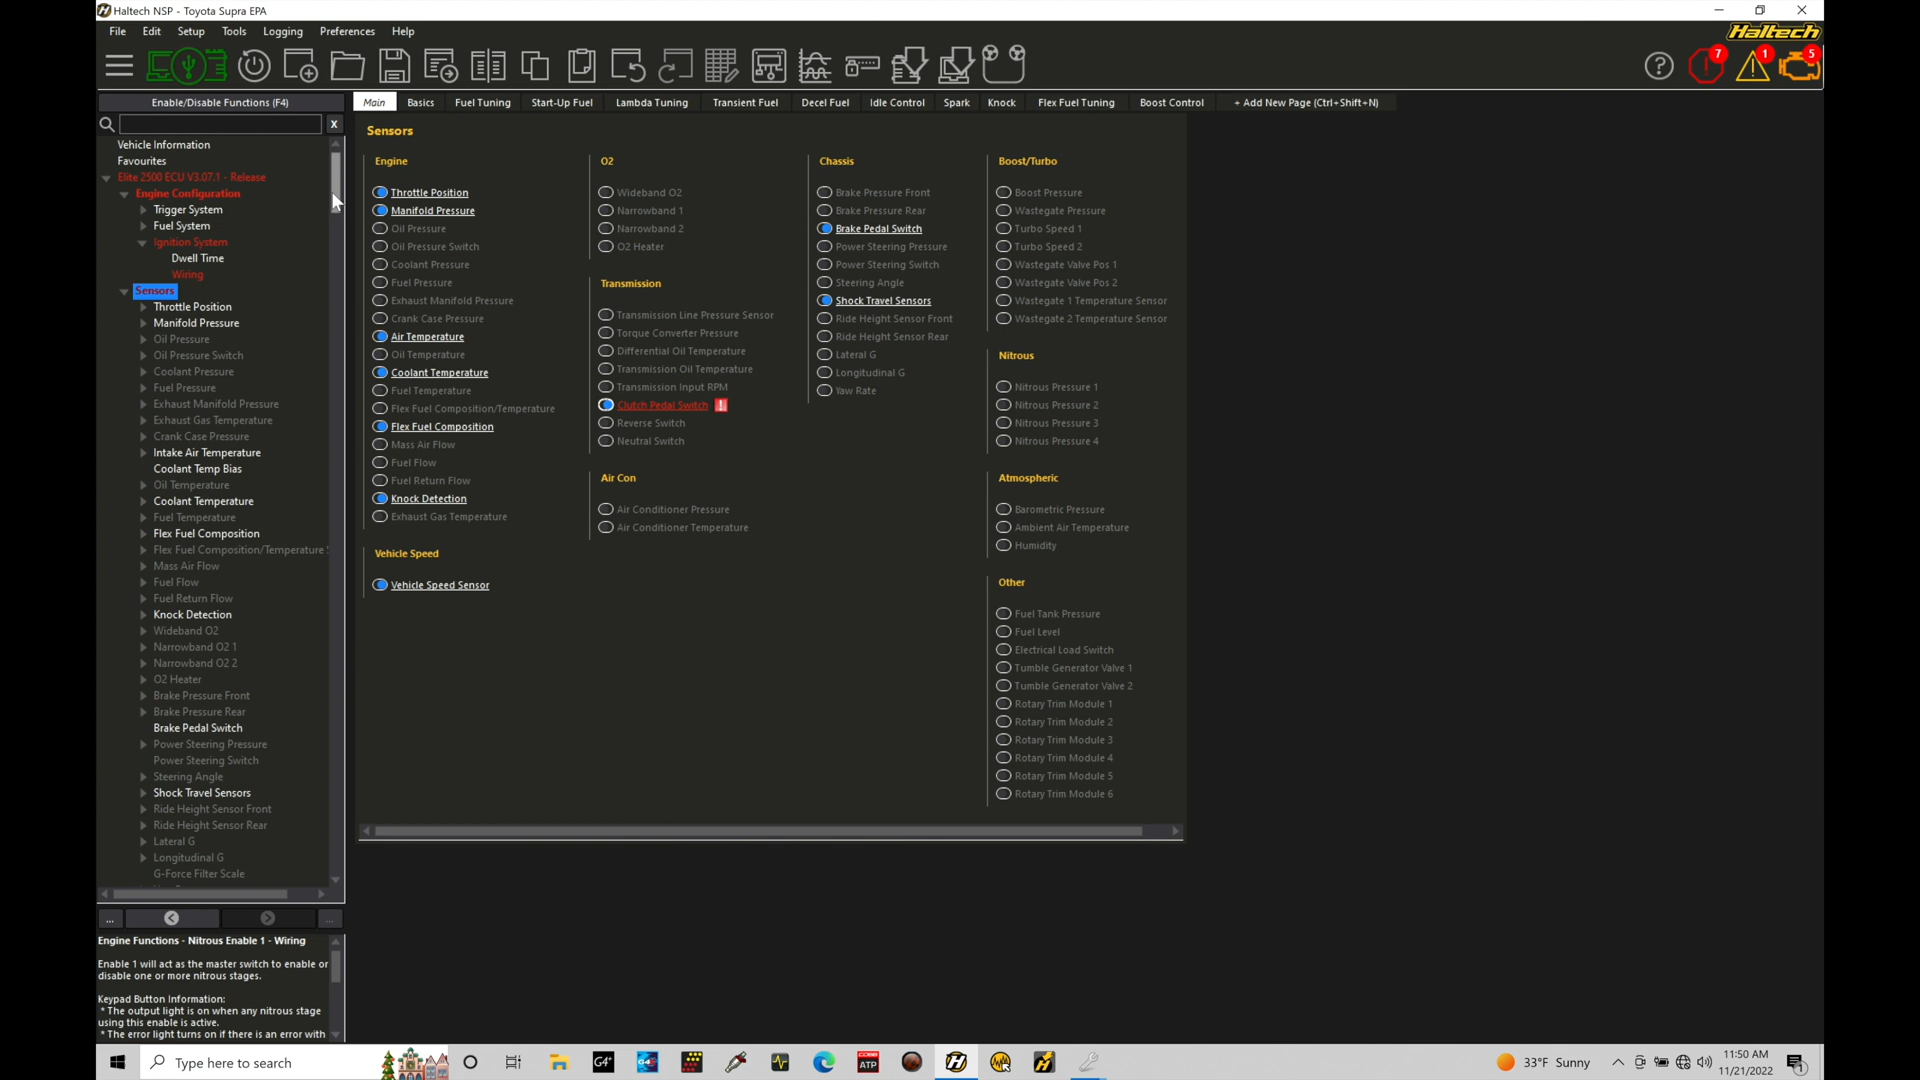 Haltech NSP - Toyota Supra EPA
File Edit Setup Tools Logging Preferences Help
Haltech
7 1 5
Enable/Disable Functions (F4)
Main Basics Fuel Tuning Start-Up Fuel Lambda Tuning Transient Fuel Decel Fuel Idle Control Spark Knock Flex Fuel Tuning Boost Control + Add New Page (Ctrl+Shift+N)
X
Vehicle Information
Favourites
Elite 2500 ECU V3.07.1 - Release
Engine Configuration
Trigger System
Fuel System
Ignition System
Dwell Time
Wiring
Sensors
Throttle Position
Manifold Pressure
Oil Pressure
Oil Pressure Switch
Coolant Pressure
Fuel Pressure
Exhaust Manifold Pressure
Exhaust Gas Temperature
Crank Case Pressure
Intake Air Temperature
Coolant Temp Bias
Oil Temperature
Coolant Temperature
Fuel Temperature
Flex Fuel Composition
Flex Fuel Composition/Temperature
Mass Air Flow
Fuel Flow
Fuel Return Flow
Knock Detection
Wideband O2
Narrowband O2 1
Narrowband O2 2
O2 Heater
Brake Pressure Front
Brake Pressure Rear
Brake Pedal Switch
Power Steering Pressure
Power Steering Switch
Steering Angle
Shock Travel Sensors
Ride Height Sensor Front
Ride Height Sensor Rear
Lateral G
Longitudinal G
G-Force Filter Scale
... ...
Engine Functions - Nitrous Enable 1 - Wiring
Enable 1 will act as the master switch to enable or
disable one or more nitrous stages.
Keypad Button Information:
* The output light is on when any nitrous stage
using this enable is active.
* The error light turns on if there is an error with
Sensors
Engine
Throttle Position
Manifold Pressure
Oil Pressure
Oil Pressure Switch
Coolant Pressure
Fuel Pressure
Exhaust Manifold Pressure
Crank Case Pressure
Air Temperature
Oil Temperature
Coolant Temperature
Fuel Temperature
Flex Fuel Composition/Temperature
Flex Fuel Composition
Mass Air Flow
Fuel Flow
Fuel Return Flow
Knock Detection
Exhaust Gas Temperature
Vehicle Speed
Vehicle Speed Sensor
O2
Wideband O2
Narrowband 1
Narrowband 2
O2 Heater
Transmission
Transmission Line Pressure Sensor
Torque Converter Pressure
Differential Oil Temperature
Transmission Oil Temperature
Transmission Input RPM
Clutch Pedal Switch !
Reverse Switch
Neutral Switch
Air Con
Air Conditioner Pressure
Air Conditioner Temperature
Chassis
Brake Pressure Front
Brake Pressure Rear
Brake Pedal Switch
Power Steering Pressure
Power Steering Switch
Steering Angle
Shock Travel Sensors
Ride Height Sensor Front
Ride Height Sensor Rear
Lateral G
Longitudinal G
Yaw Rate
Boost/Turbo
Boost Pressure
Wastegate Pressure
Turbo Speed 1
Turbo Speed 2
Wastegate Valve Pos 1
Wastegate Valve Pos 2
Wastegate 1 Temperature Sensor
Wastegate 2 Temperature Sensor
Nitrous
Nitrous Pressure 1
Nitrous Pressure 2
Nitrous Pressure 3
Nitrous Pressure 4
Atmospheric
Barometric Pressure
Ambient Air Temperature
Humidity
Other
Fuel Tank Pressure
Fuel Level
Electrical Load Switch
Tumble Generator Valve 1
Tumble Generator Valve 2
Rotary Trim Module 1
Rotary Trim Module 2
Rotary Trim Module 3
Rotary Trim Module 4
Rotary Trim Module 5
Rotary Trim Module 6
Type here to search
G4+
ATP
33°F Sunny
11:50 AM
11/21/2022
1